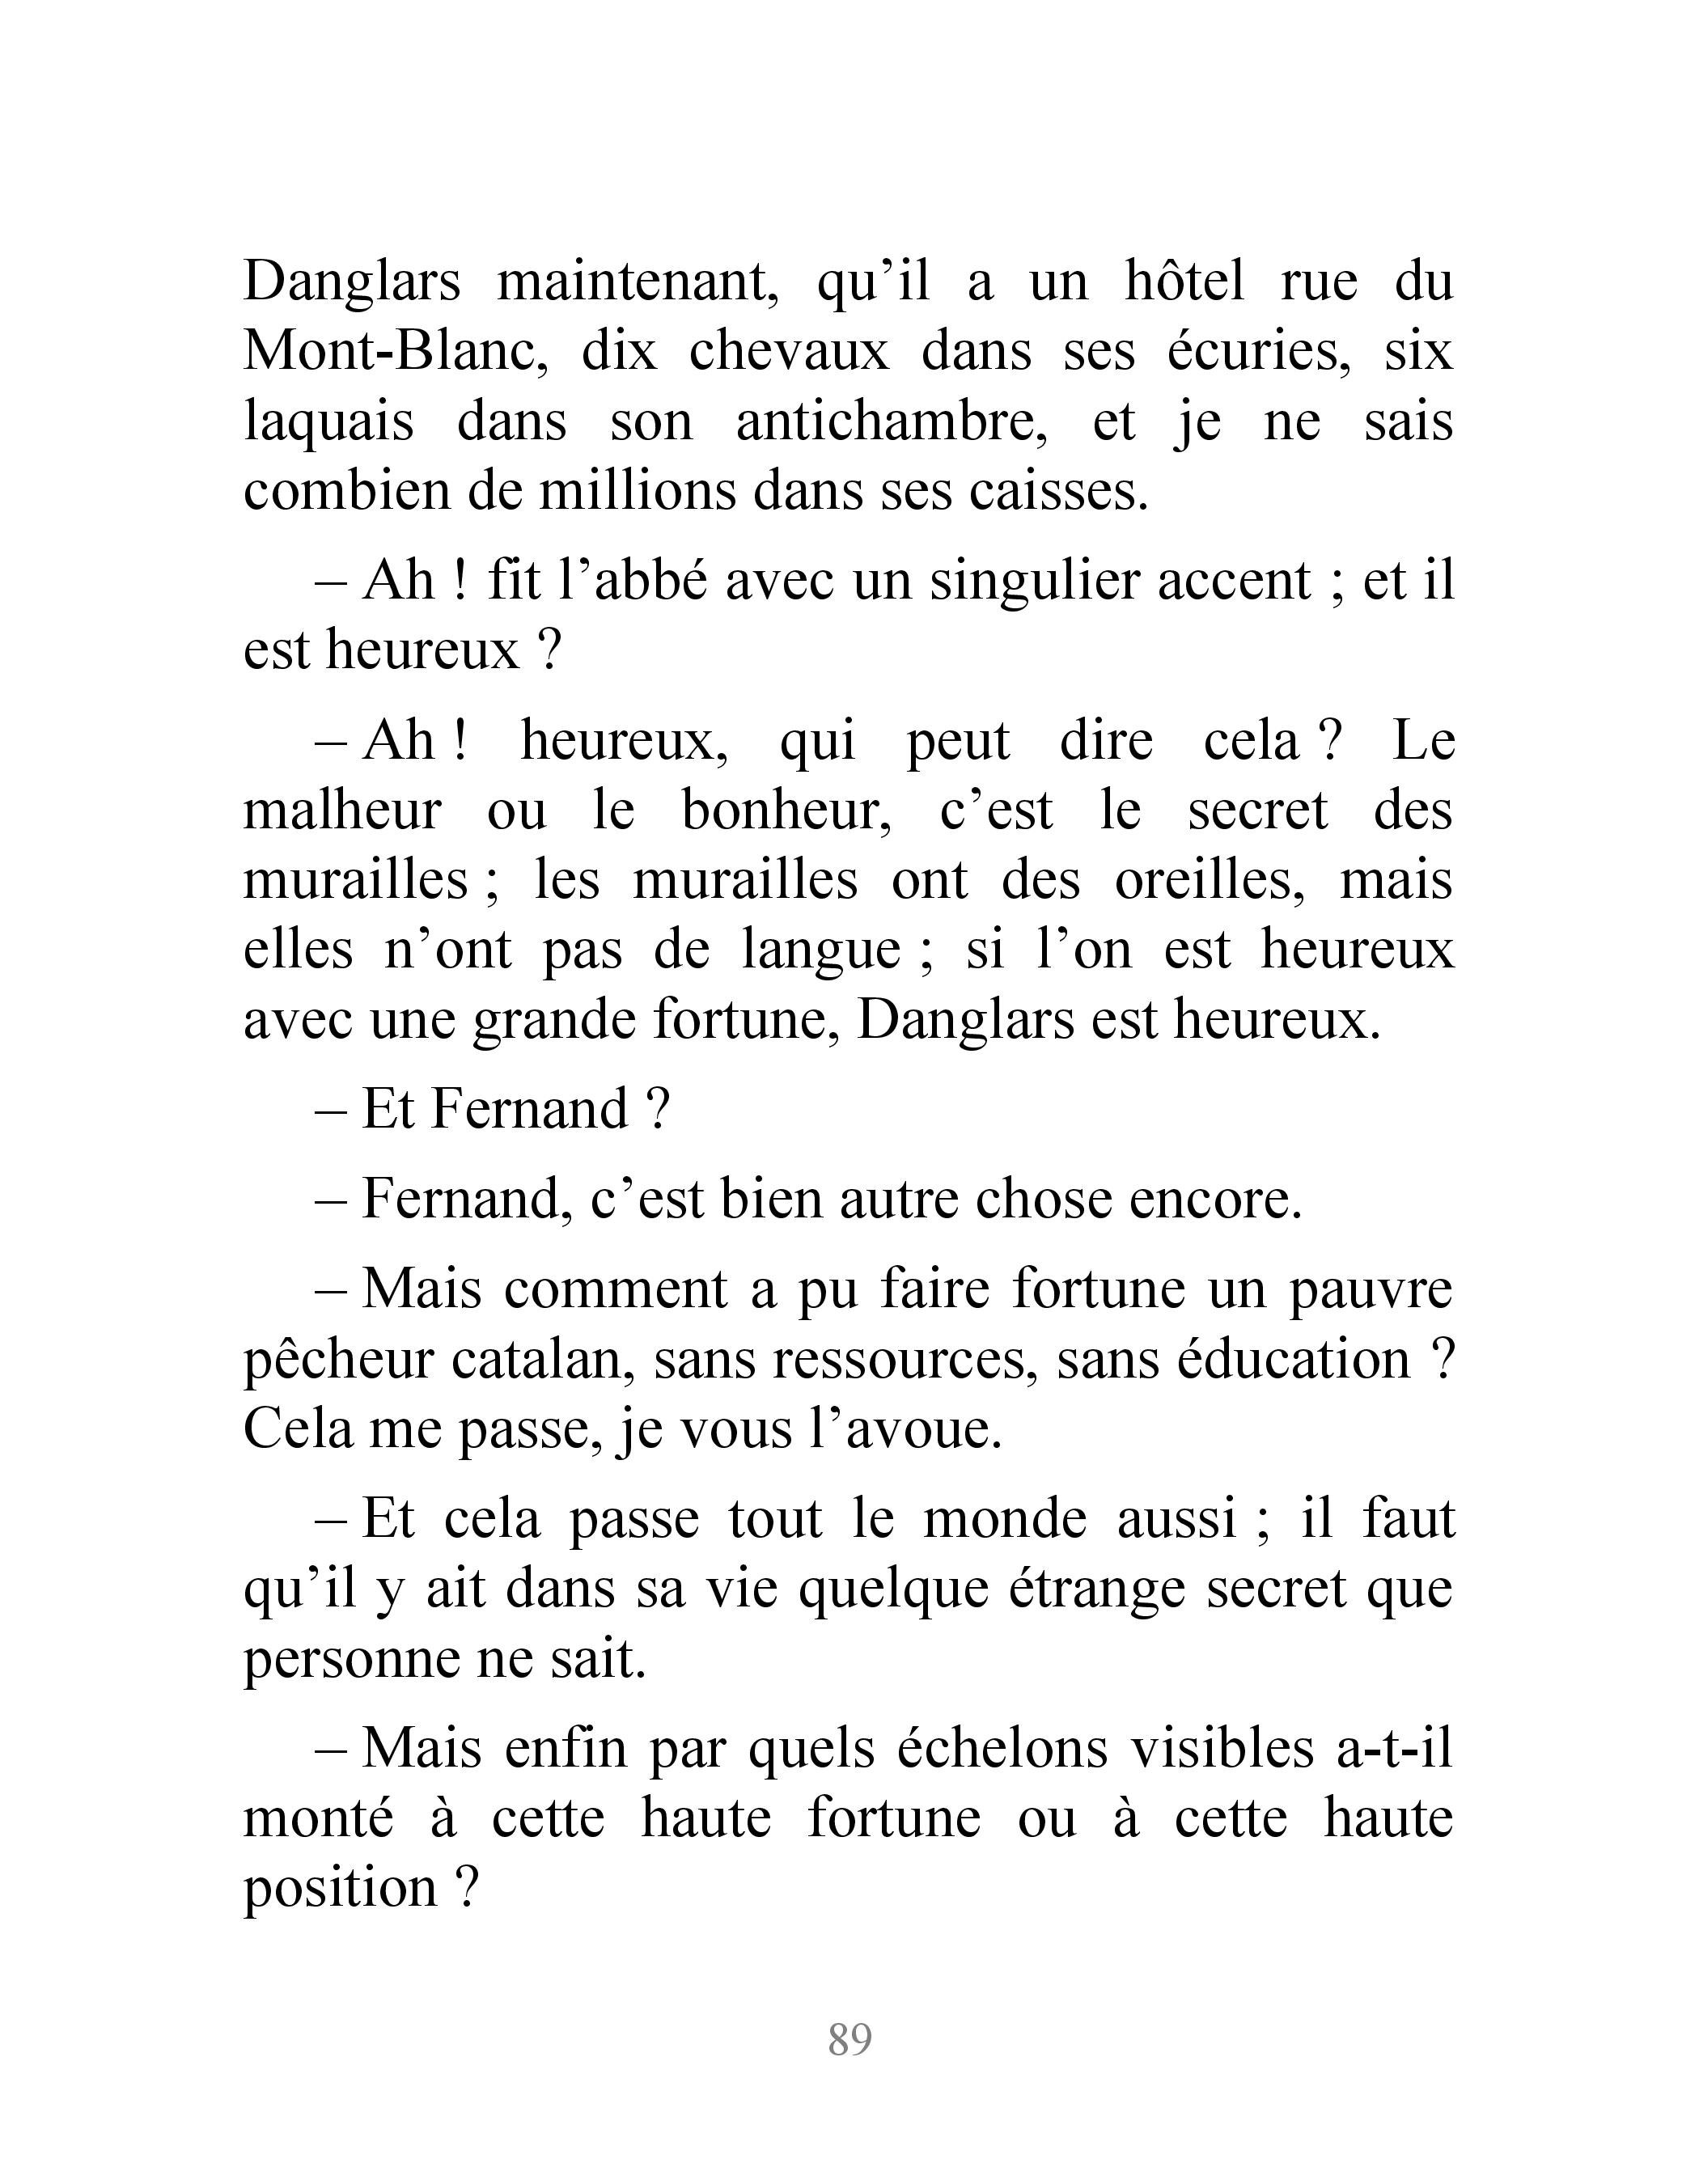 Danglars maintenant, qu’il a un hôtel rue du
Mont-Blanc, dix chevaux dans ses écuries, six
laquais dans son antichambre, et je ne sais
combien de millions dans ses caisses.
– Ah ! fit l’abbé avec un singulier accent ; et il
est heureux ?
– Ah ! heureux, qui peut dire cela ? Le
malheur ou le bonheur, c’est le secret des
murailles ; les murailles ont des oreilles, mais
elles n’ont pas de langue ; si l’on est heureux
avec une grande fortune, Danglars est heureux.
– Et Fernand ?
– Fernand, c’est bien autre chose encore.
– Mais comment a pu faire fortune un pauvre
pêcheur catalan, sans ressources, sans éducation ?
Cela me passe, je vous l’avoue.
– Et cela passe tout le monde aussi ; il faut
qu’il y ait dans sa vie quelque étrange secret que
personne ne sait.
– Mais enfin par quels échelons visibles a-t-il
monté à cette haute fortune ou à cette haute
position ?
89